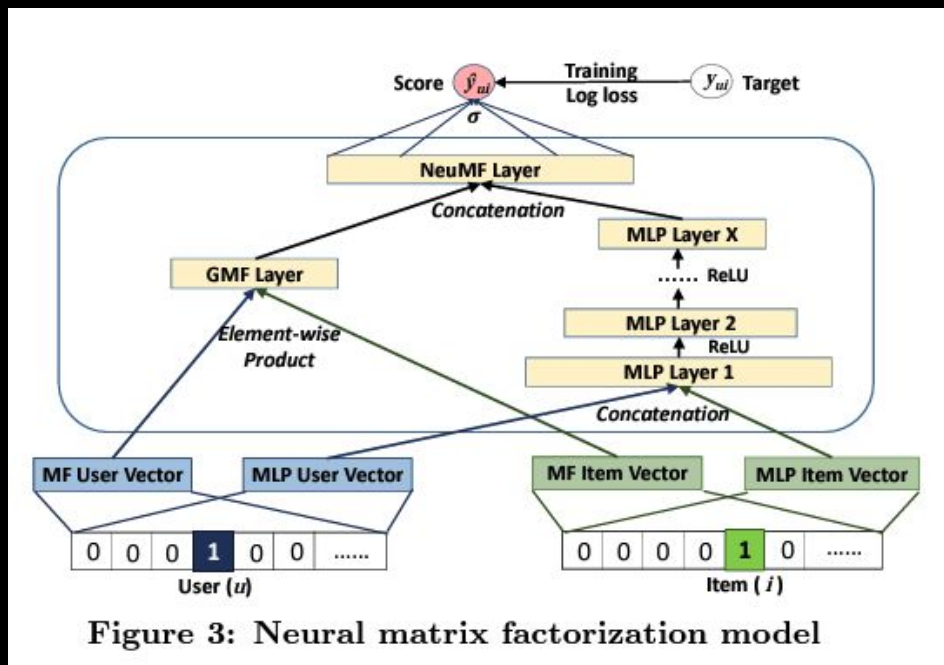 Score ŷui Training yui Target
Log loss
σ
NeuMF Layer
Concatenation
MLP Layer X
GMF Layer
...... ReLU
Element-wise
Product
MLP Layer 2
ReLU
MLP Layer 1
Concatenation
MF User Vector MLP User Vector MF Item Vector MLP Item Vector
0 0 0 1 0 0 ...... 0 0 0 0 1 0 ......
User (u) Item ( i )
Figure 3: Neural matrix factorization model